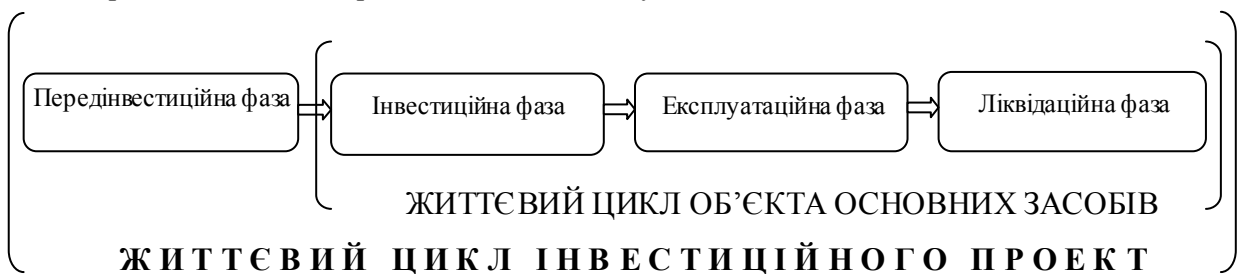 Передінвестиційна фаза
Інвестиційна фаза
Експлуатаційна фаза
Ліквідаційна фаза
ЖИТТЄВИЙ ЦИКЛ ОБ’ЄКТА ОСНОВНИХ ЗАСОБІВ
ЖИТТЄВИЙ ЦИКЛ ІНВЕСТИЦІЙНОГО ПРОЕКТ